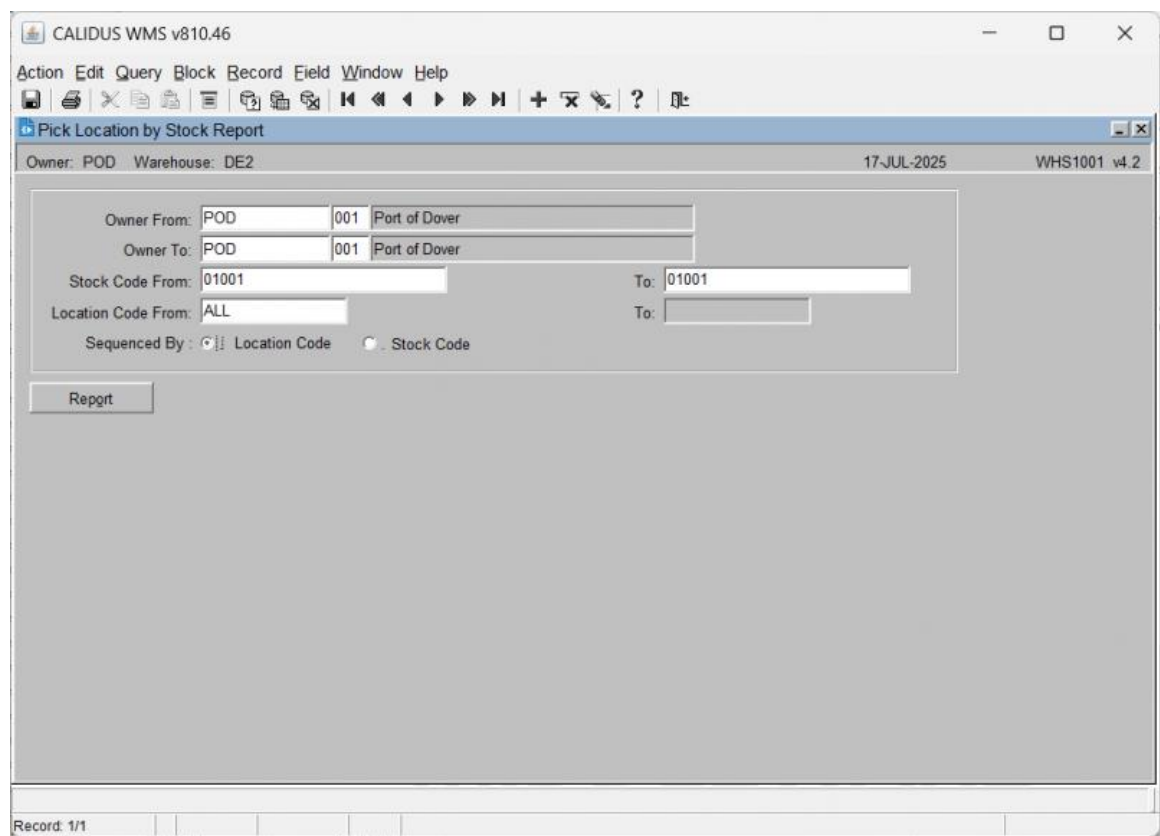 CALIDUS WMS v810.46
Action Edit Query Block Record Field Window Help
?
Pick Location by Stock Report
Owner: POD Warehouse: DE2 17-JUL-2025 WHS1001 v4.2
Owner From: POD 001 Port of Dover
Owner To: POD 001 Port of Dover
Stock Code From: 01001 To: 01001
Location Code From: ALL To:
Sequenced By : Location Code . Stock Code
Report
Record: 1/1